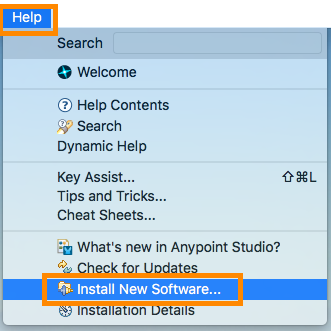 Help
Search
Welcome
Help Contents
Search
Dynamic Help
Key Assist... ⇧⌘L
Tips and Tricks...
Cheat Sheets...
What's new in Anypoint Studio?
Check for Updates
Install New Software...
Installation Details